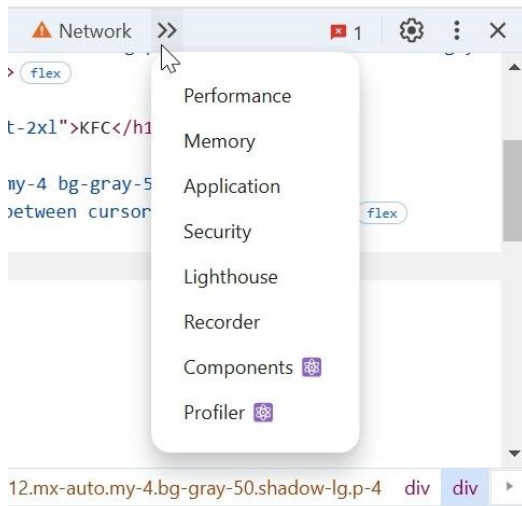 Network 1
> flex
Performance
t-2xl">KFC</h1
Memory
my-4 bg-gray-5
Application
between cursor flex
Security
Lighthouse
Recorder
Components
Profiler
12.mx-auto.my-4.bg-gray-50.shadow-lg.p-4 div div